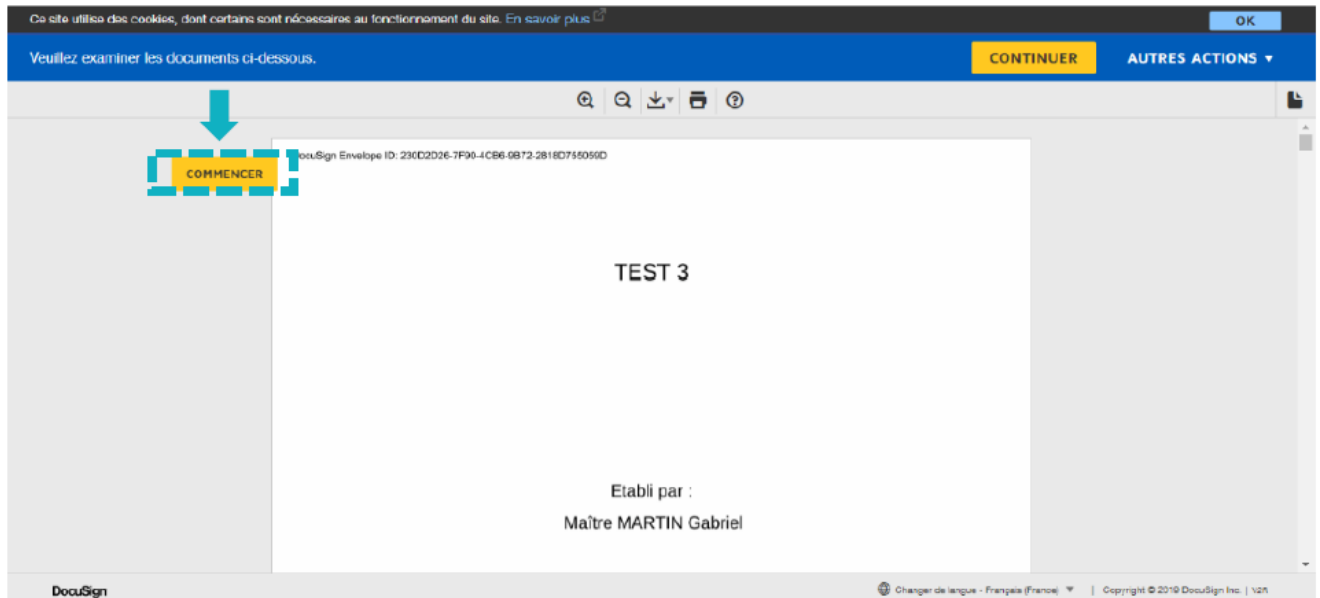 Ce site utilise des cookies, dont certains sont nécessaires au fonctionnement du site. En savoir plus
OK
Veuillez examiner les documents ci-dessous.
CONTINUER
AUTRES ACTIONS
COMMENCER
ocuSign Envelope ID: 230D2D26-7F90-4CB6-9B72-2818D755059D
TEST 3
Etabli par :
Maître MARTIN Gabriel
DocuSign
Changer de langue - Français (France) | Copyright © 2019 DocuSign Inc. |